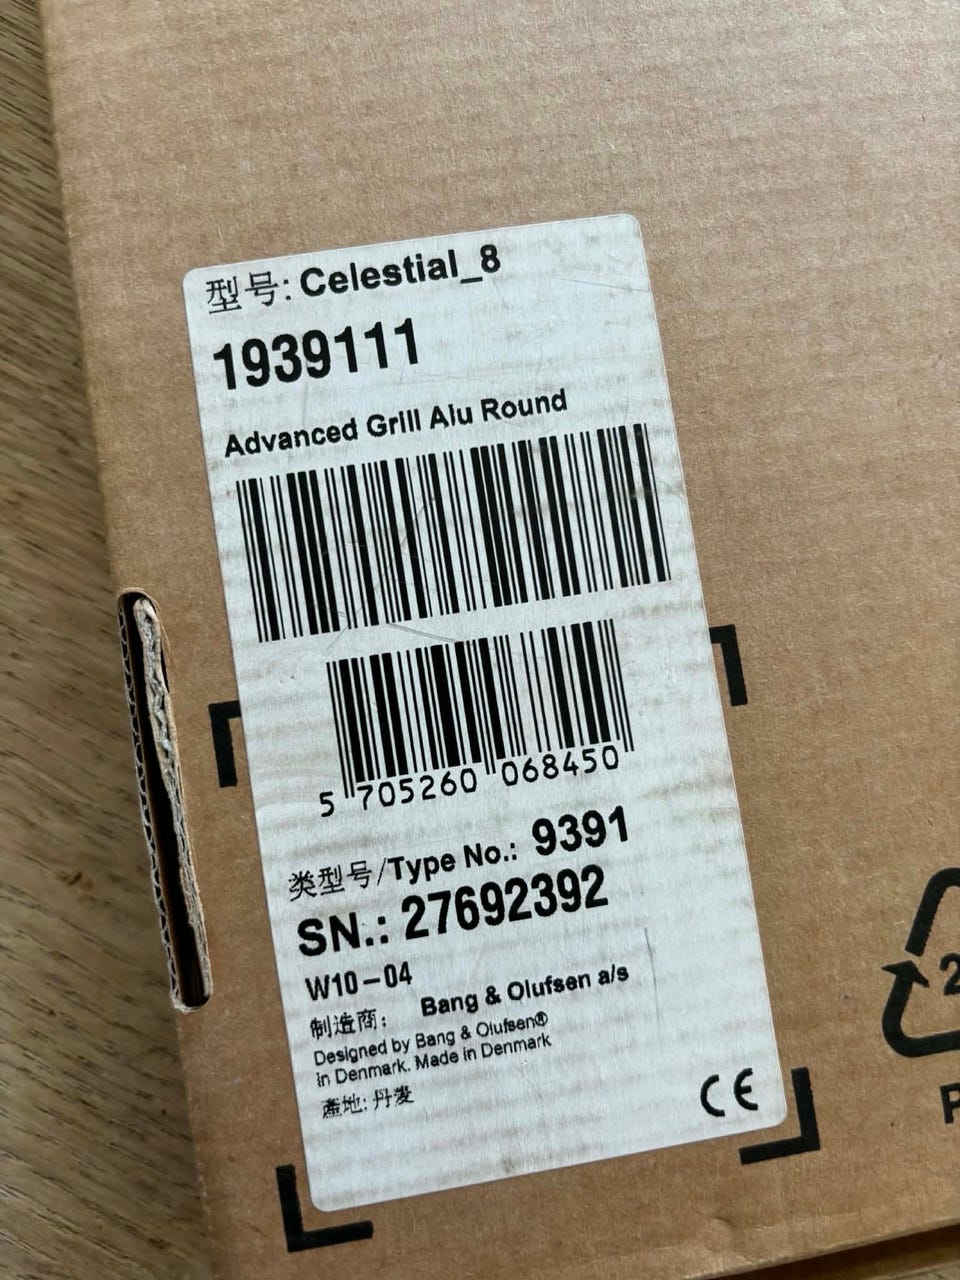 型号: Celestial_8
1939111
Advanced Grill Alu Round
5 705260 068450
类型号/Type No.: 9391
SN.: 27692392
W10-04
制造商: Bang & Olufsen a/s
Designed by Bang & Olufsen®
in Denmark. Made in Denmark
產地: 丹麦
CE
2
P